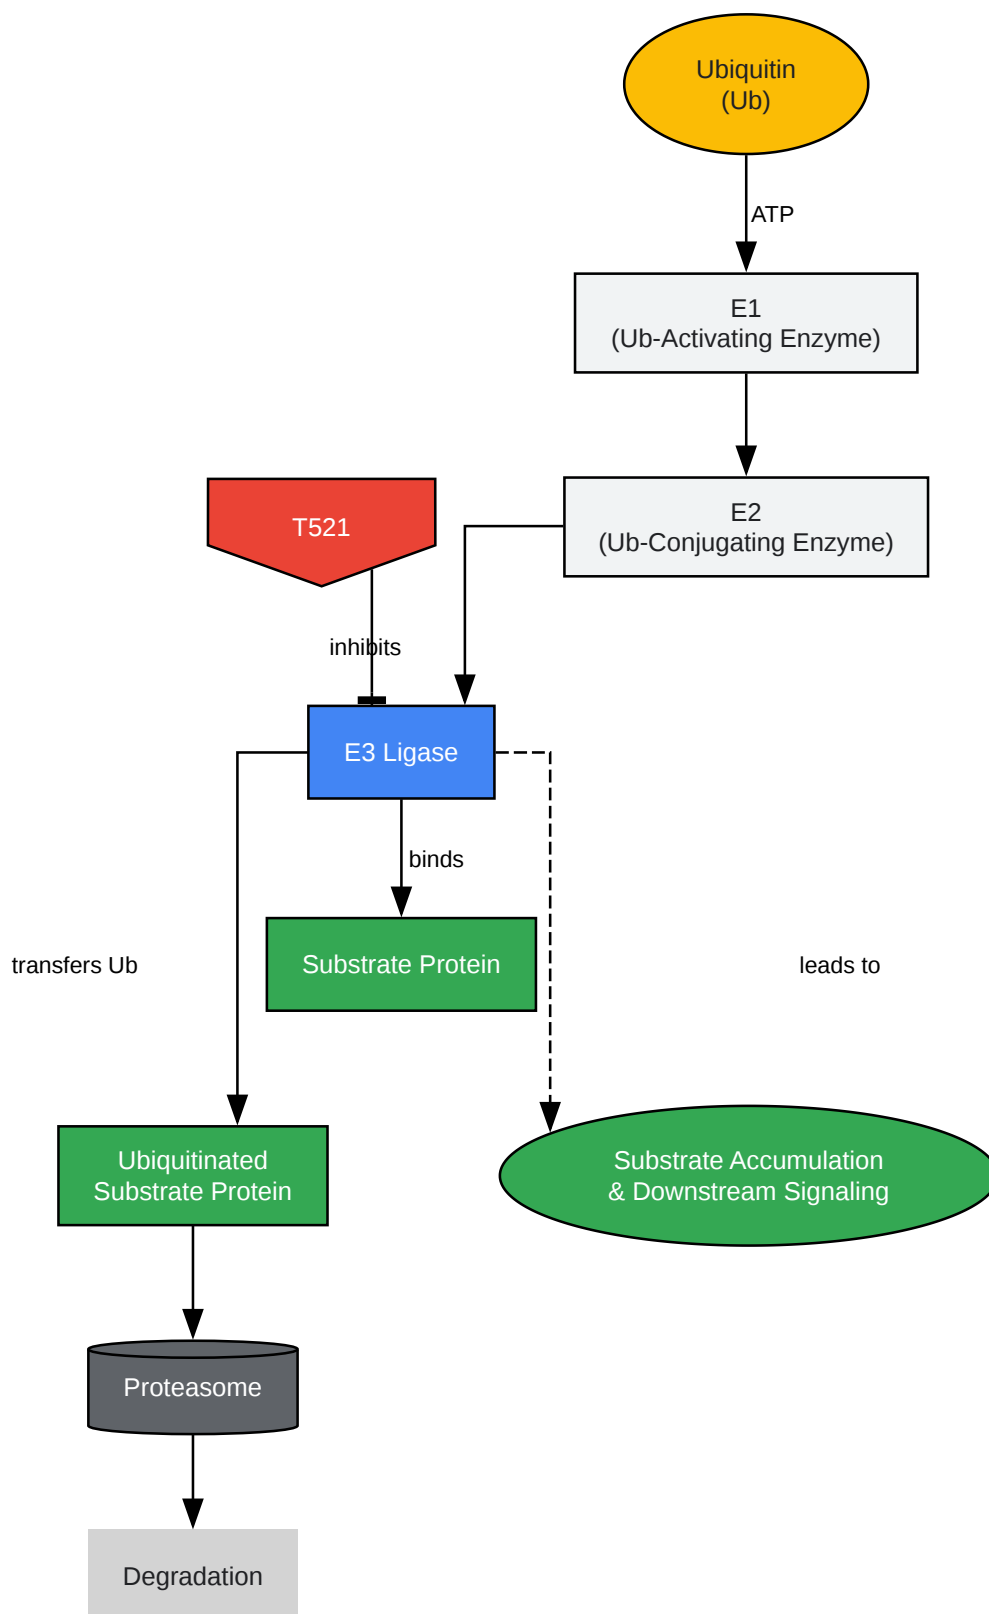 Ubiquitin
(Ub)
ATP
E1
(Ub-Activating Enzyme)
T521
E2
(Ub-Conjugating Enzyme)
inhibits
E3 Ligase
binds
transfers Ub
Substrate Protein
leads to
Ubiquitinated
Substrate Protein
Substrate Accumulation
& Downstream Signaling
Proteasome
Degradation